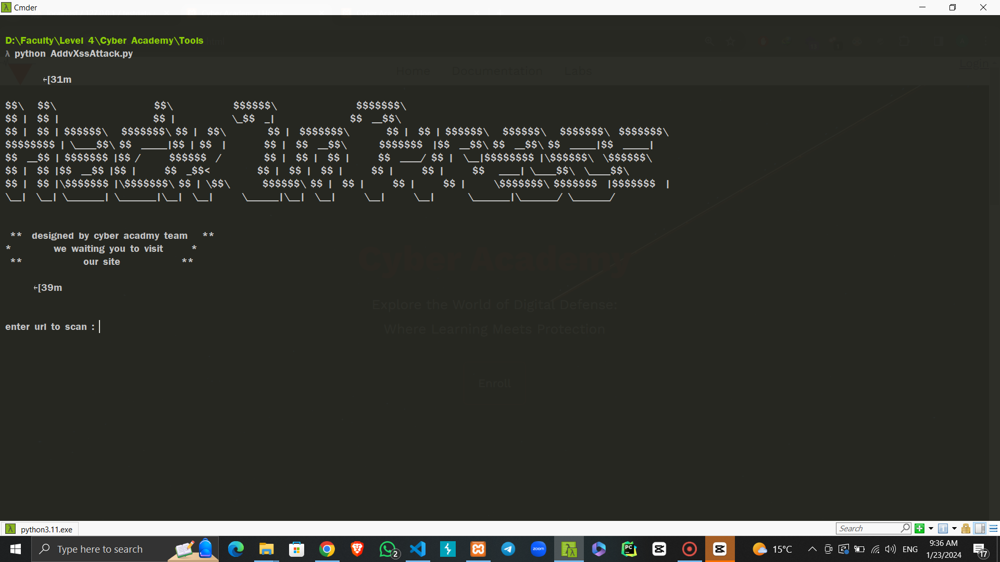 Cmder
D:\Faculty\Level 4\Cyber Academy\Tools
λ python AddvXssAttack.py
Home Documentation Labs
Login
←[31m
$$\   $$\                     $$\             $$$$$$\                 $$$$$$$\
$$ |  $$ |                    $$ |            \_$$  _|                $$  __$$\
$$ |  $$ | $$$$$$\   $$$$$$$\ $$ |  $$\         $$ |  $$$$$$$\        $$ |  $$ | $$$$$$\   $$$$$$\   $$$$$$$\  $$$$$$$\
$$$$$$$$ | \____$$\ $$  _____|$$ | $$  |        $$ |  $$  __$$\       $$$$$$$  |$$  __$$\ $$  __$$\ $$  _____|$$  _____|
$$  __$$ | $$$$$$$ |$$ /      $$$$$$  /         $$ |  $$ |  $$ |      $$  ____/ $$ |  \__|$$$$$$$$ |\$$$$$$\  \$$$$$$\
$$ |  $$ |$$  __$$ |$$ |      $$  _$$<          $$ |  $$ |  $$ |      $$ |      $$ |      $$   ____| \____$$\  \____$$\
$$ |  $$ |\$$$$$$$ |\$$$$$$$\ $$ | \$$\       $$$$$$\ $$ |  $$ |      $$ |      $$ |      \$$$$$$$\ $$$$$$$  |$$$$$$$  |
\__|  \__| \_______| \_______|\__|  \__|      \______|\__|  \__|      \__|      \__|       \_______|\_______/ \_______/
** designed by cyber acadmy team **
* we waiting you to visit *
** our site **
Cyber Academy
←[39m
Explore the World of Digital Defense:
enter url to scan :
Where Learning Meets Protection
Enroll
python3.11.exe
Search
Type here to search
2
zoom
PC
15°C
ENG
9:36 AM
1/23/2024
17